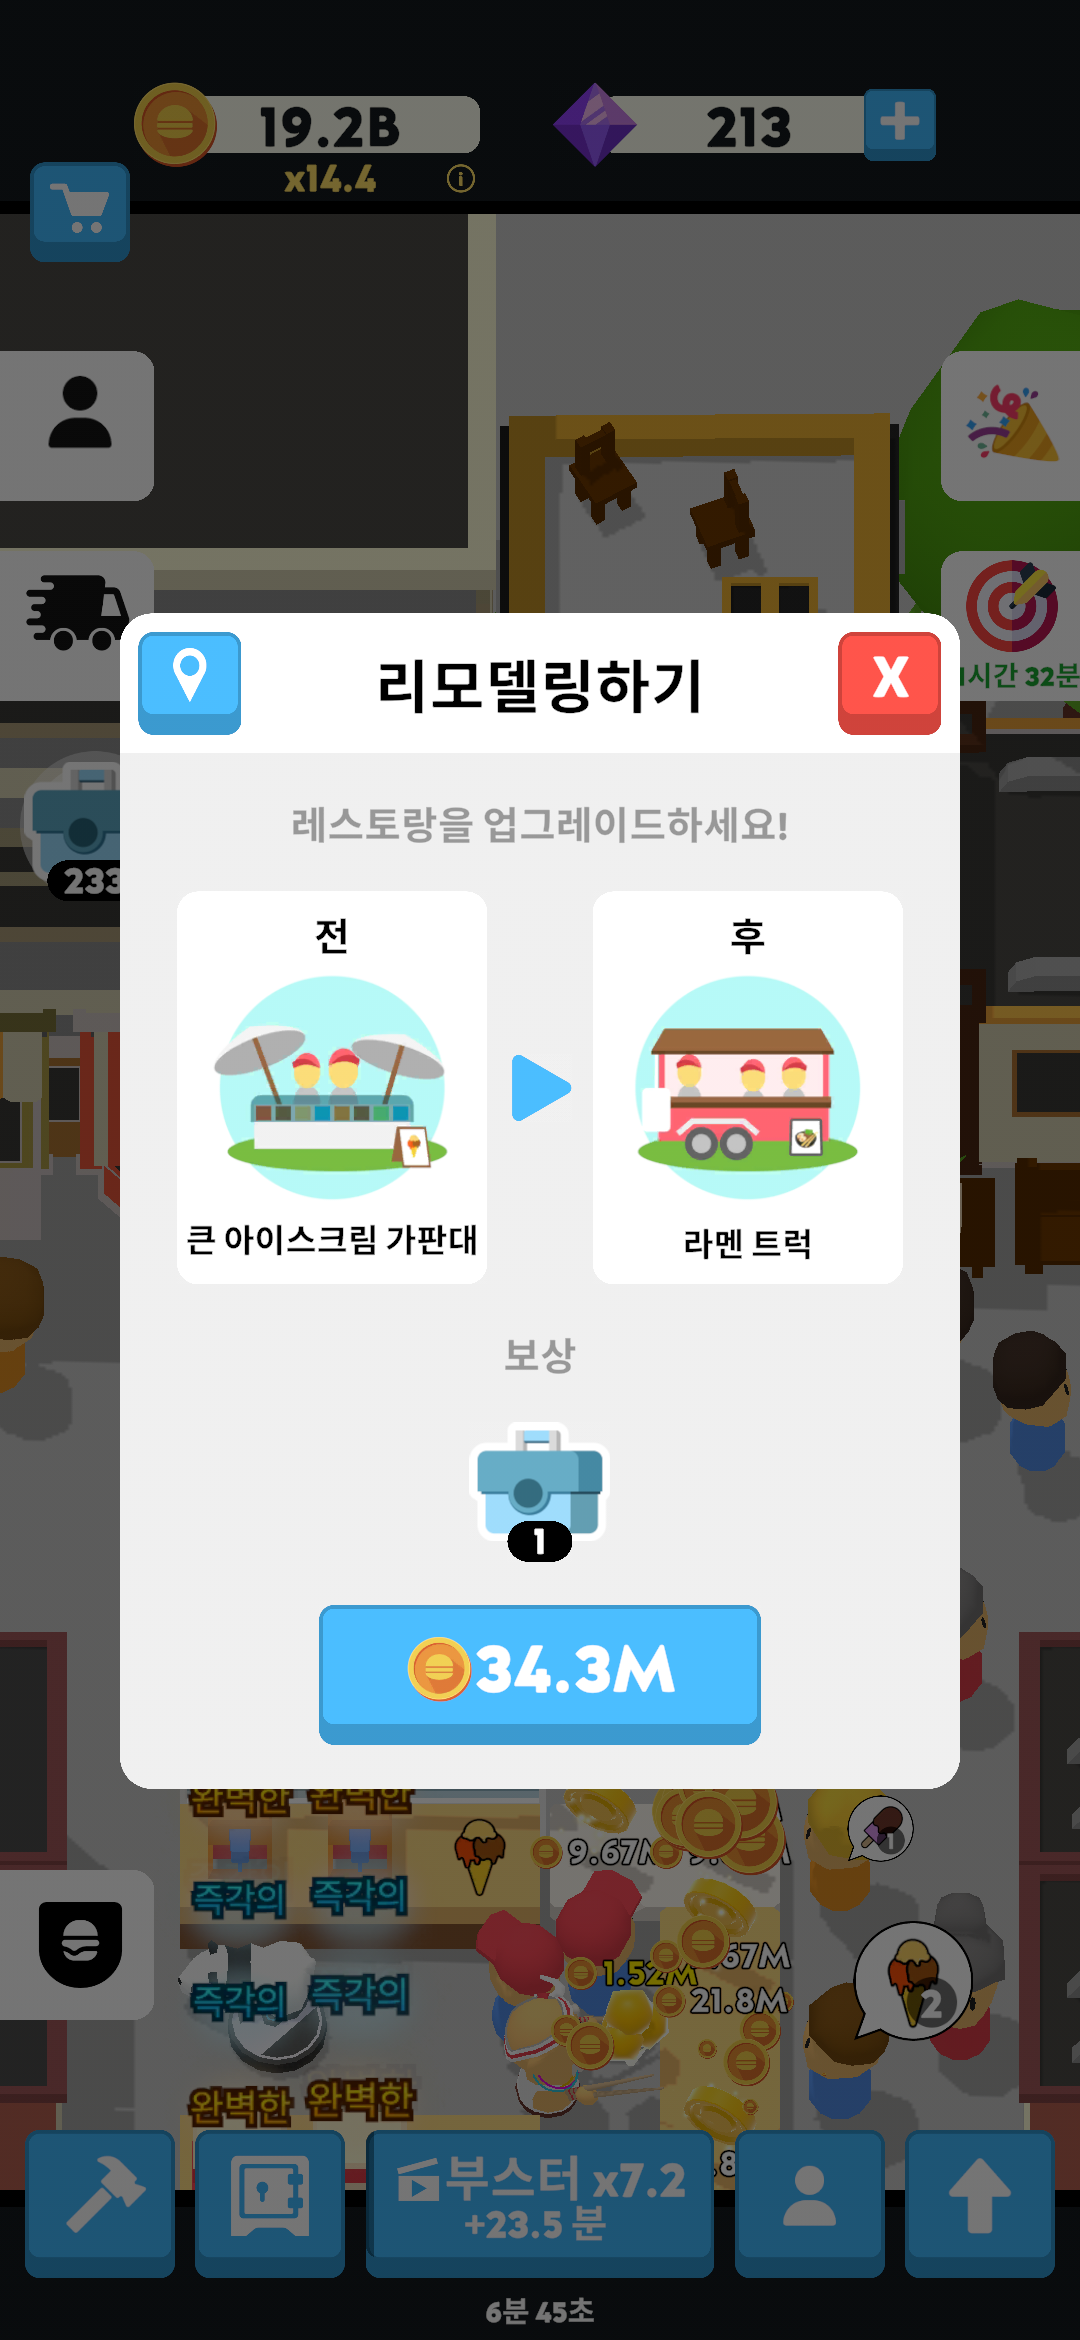 19.2B
213
x14.4
1시간 32분
리모델링하기
X
레스토랑을 업그레이드하세요!
233
전
후
큰 아이스크림 가판대
라멘 트럭
보상
1
34.3M
완벽한 완벽한
9.67M
1
즉각의 즉각의
67M
1.52M
21.8M
2
즉각의 즉각의
완벽한 완벽한
부스터 x7.2
+23.5 분
6분 45초